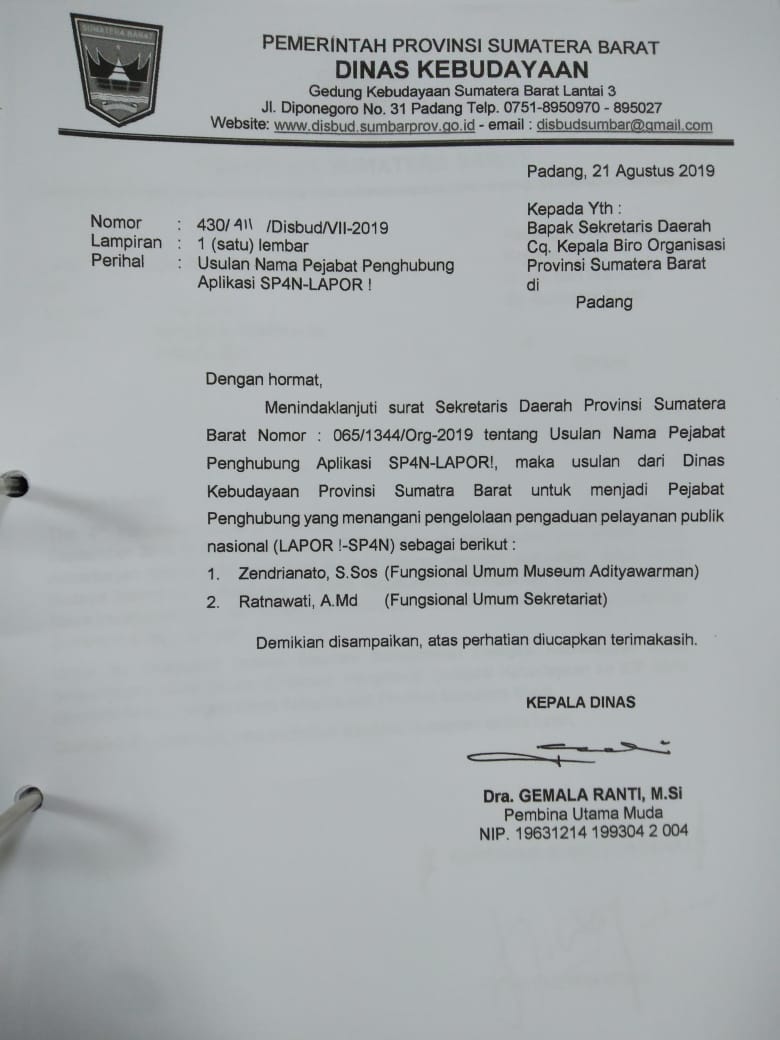 SUMATERA BARAT
PEMERINTAH PROVINSI SUMATERA BARAT
DINAS KEBUDAYAAN
Gedung Kebudayaan Sumatera Barat Lantai 3
Jl. Diponegoro No. 31 Padang Telp. 0751-8950970 - 895027
Website: www.disbud.sumbarprov.go.id - email : disbudsumbar@gmail.com
Padang, 21 Agustus 2019
Nomor : 430/ 911 /Disbud/VII-2019
Lampiran : 1 (satu) lembar
Perihal : Usulan Nama Pejabat Penghubung
Aplikasi SP4N-LAPOR !
Kepada Yth :
Bapak Sekretaris Daerah
Cq. Kepala Biro Organisasi
Provinsi Sumatera Barat
di
Padang
Dengan hormat,
Menindaklanjuti surat Sekretaris Daerah Provinsi Sumatera
Barat Nomor : 065/1344/Org-2019 tentang Usulan Nama Pejabat
Penghubung Aplikasi SP4N-LAPOR!, maka usulan dari Dinas
Kebudayaan Provinsi Sumatra Barat untuk menjadi Pejabat
Penghubung yang menangani pengelolaan pengaduan pelayanan publik
nasional (LAPOR !-SP4N) sebagai berikut :
1. Zendrianato, S.Sos (Fungsional Umum Museum Adityawarman)
2. Ratnawati, A.Md (Fungsional Umum Sekretariat)
Demikian disampaikan, atas perhatian diucapkan terimakasih.
KEPALA DINAS
Dra. GEMALA RANTI, M.Si
Pembina Utama Muda
NIP. 19631214 199304 2 004